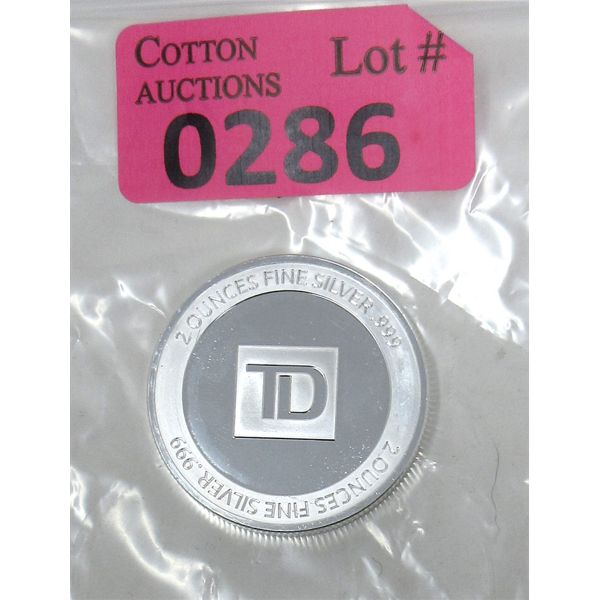 COTTON
AUCTIONS
Lot #
0286
2 OUNCES FINE SILVER .999
TD
2 OUNCES FINE SILVER .999